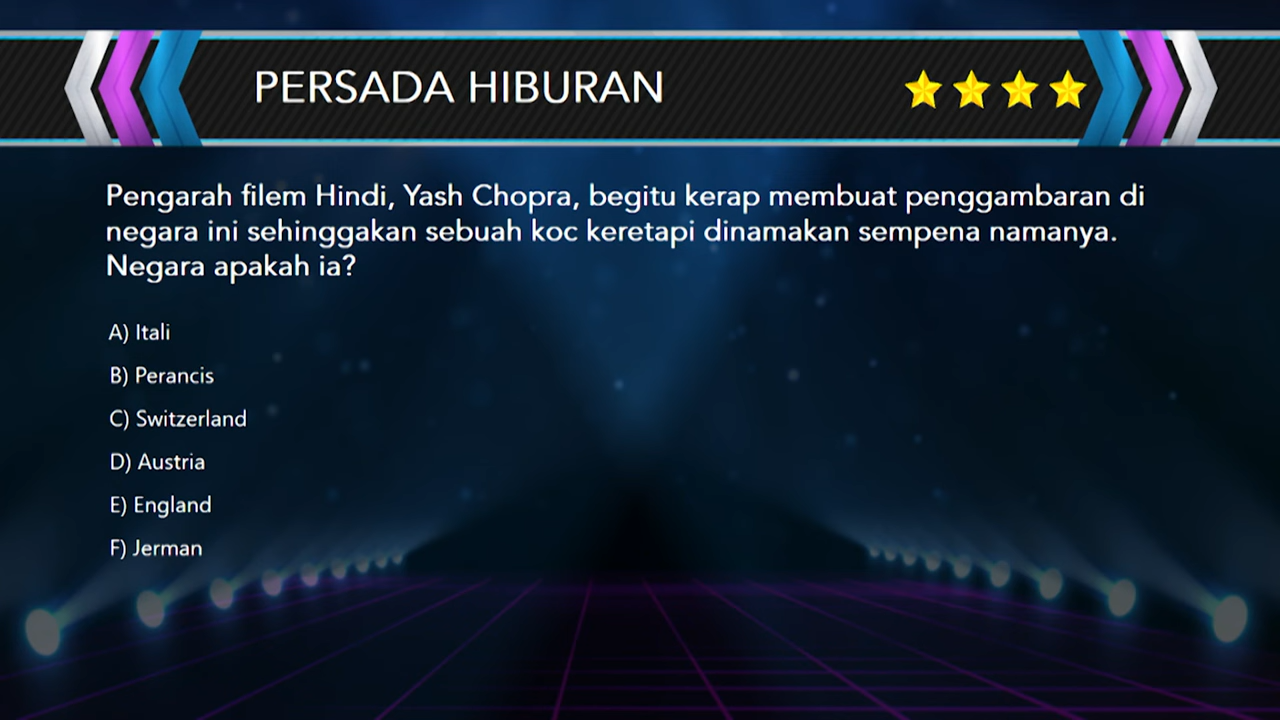 PERSADA HIBURAN
Pengarah filem Hindi, Yash Chopra, begitu kerap membuat penggambaran di
negara ini sehinggakan sebuah koc keretapi dinamakan sempena namanya.
Negara apakah ia?
A) Itali
B) Perancis
C) Switzerland
D) Austria
E) England
F) Jerman